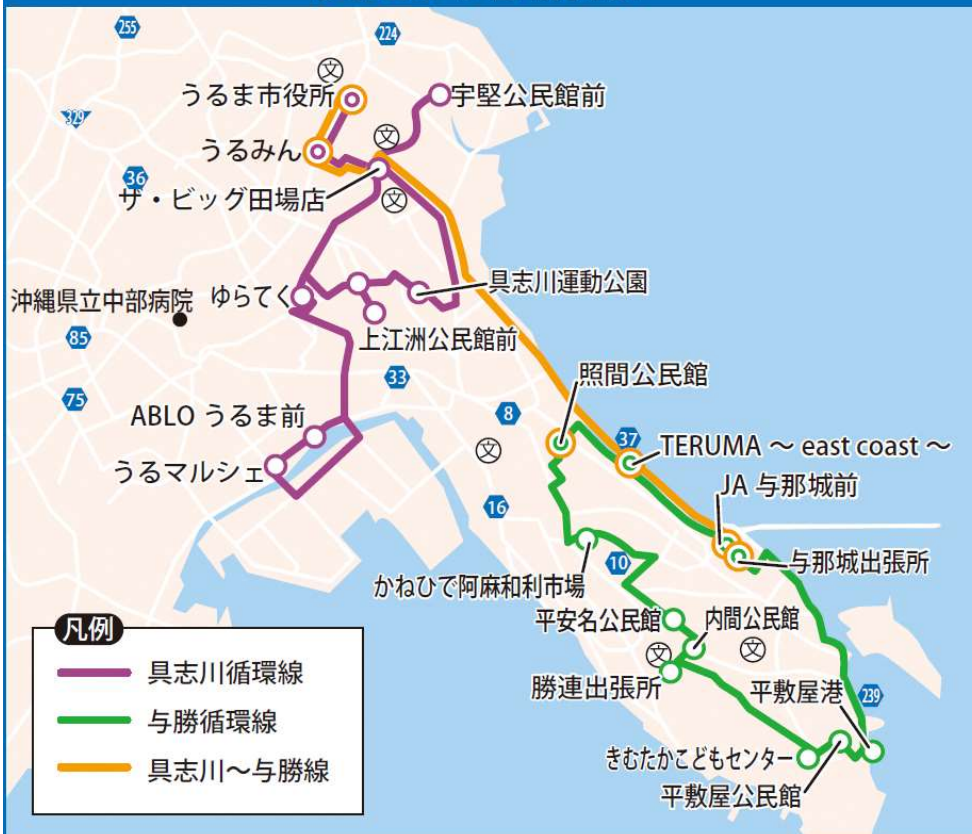 255
224
文
うるま市役所
宇堅公民館前
329
うるみん
文
36
ザ・ビッグ田場店
文
具志川運動公園
沖縄県立中部病院
ゆらてく
上江洲公民館前
85
33
照間公民館
75
8
ABLO うるま前
37
TERUMA ～ east coast ～
文
うるマルシェ
JA 与那城前
16
与那城出張所
10
かねひで阿麻和利市場
平安名公民館
内間公民館
文
文
勝連出張所
平敷屋港
239
きむたかこどもセンター
平敷屋公民館
凡例
具志川循環線
与勝循環線
具志川～与勝線